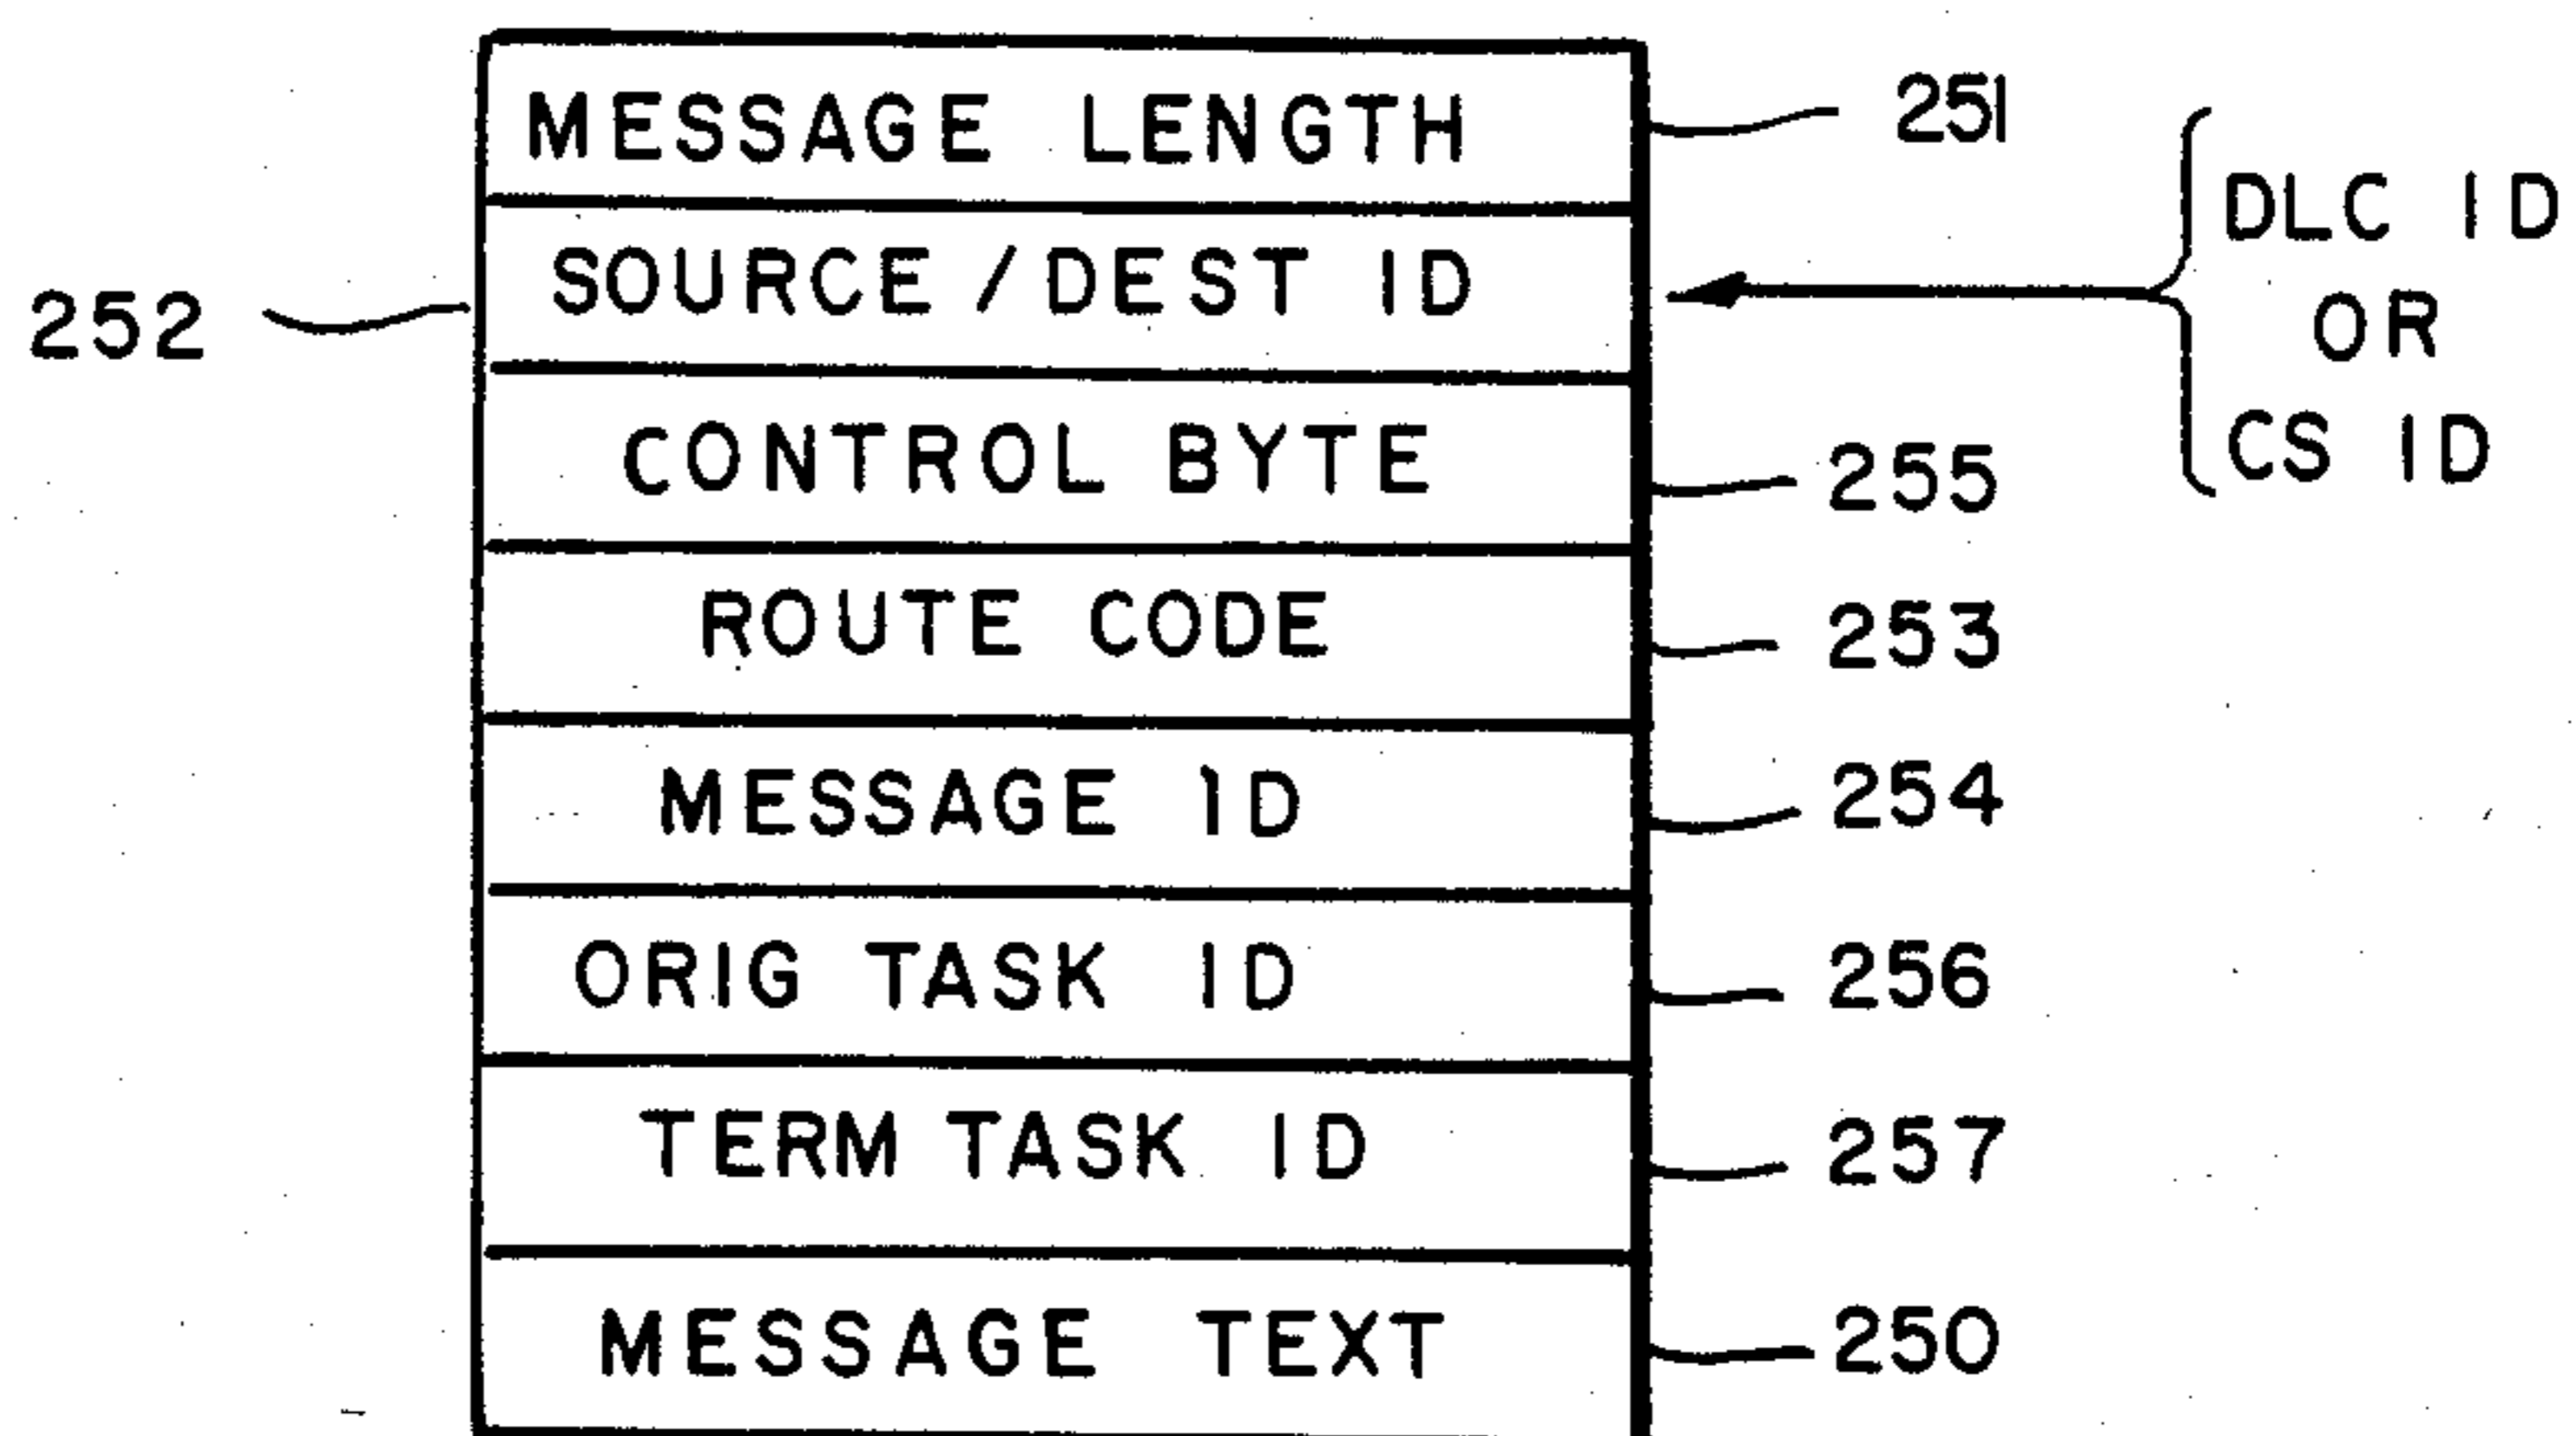 MESSAGE LENGTH
251
SOURCE/DEST ID
252
DLC ID
OR
CS ID
CONTROL BYTE
255
ROUTE CODE
253
MESSAGE ID
254
ORIG TASK ID
256
TERM TASK ID
257
MESSAGE TEXT
250